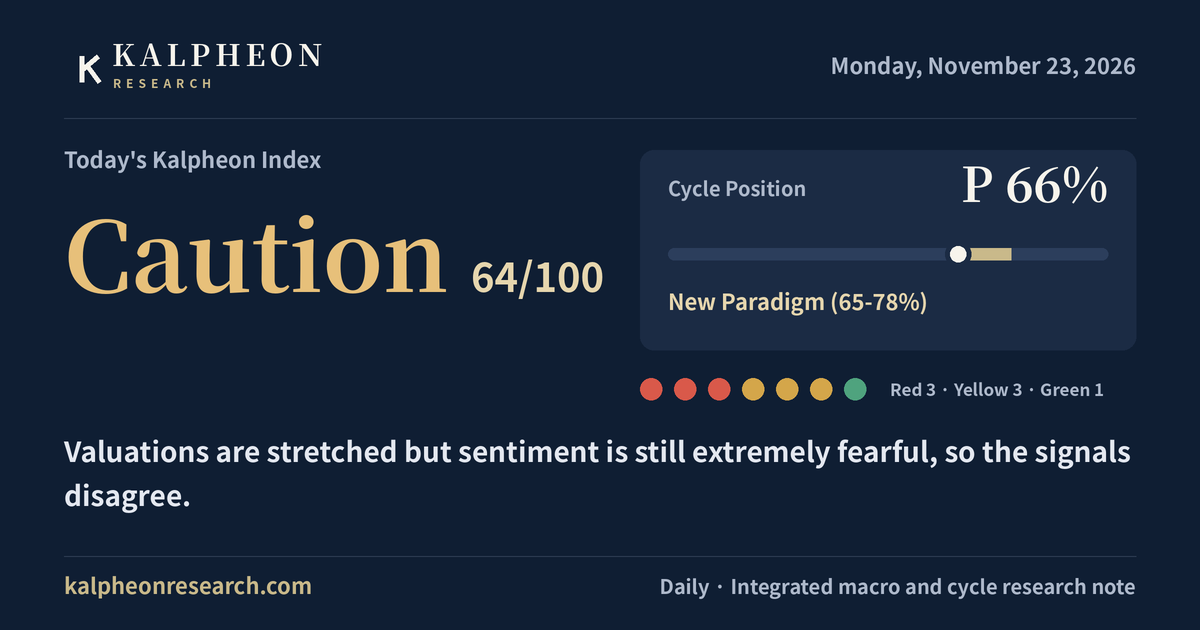 K KALPHEON
RESEARCH
Monday, November 23, 2026
Today's Kalpheon Index
Caution 64/100
Cycle Position P 66%
New Paradigm (65-78%)
Red 3 · Yellow 3 · Green 1
Valuations are stretched but sentiment is still extremely fearful, so the signals
disagree.
kalpheonresearch.com
Daily · Integrated macro and cycle research note